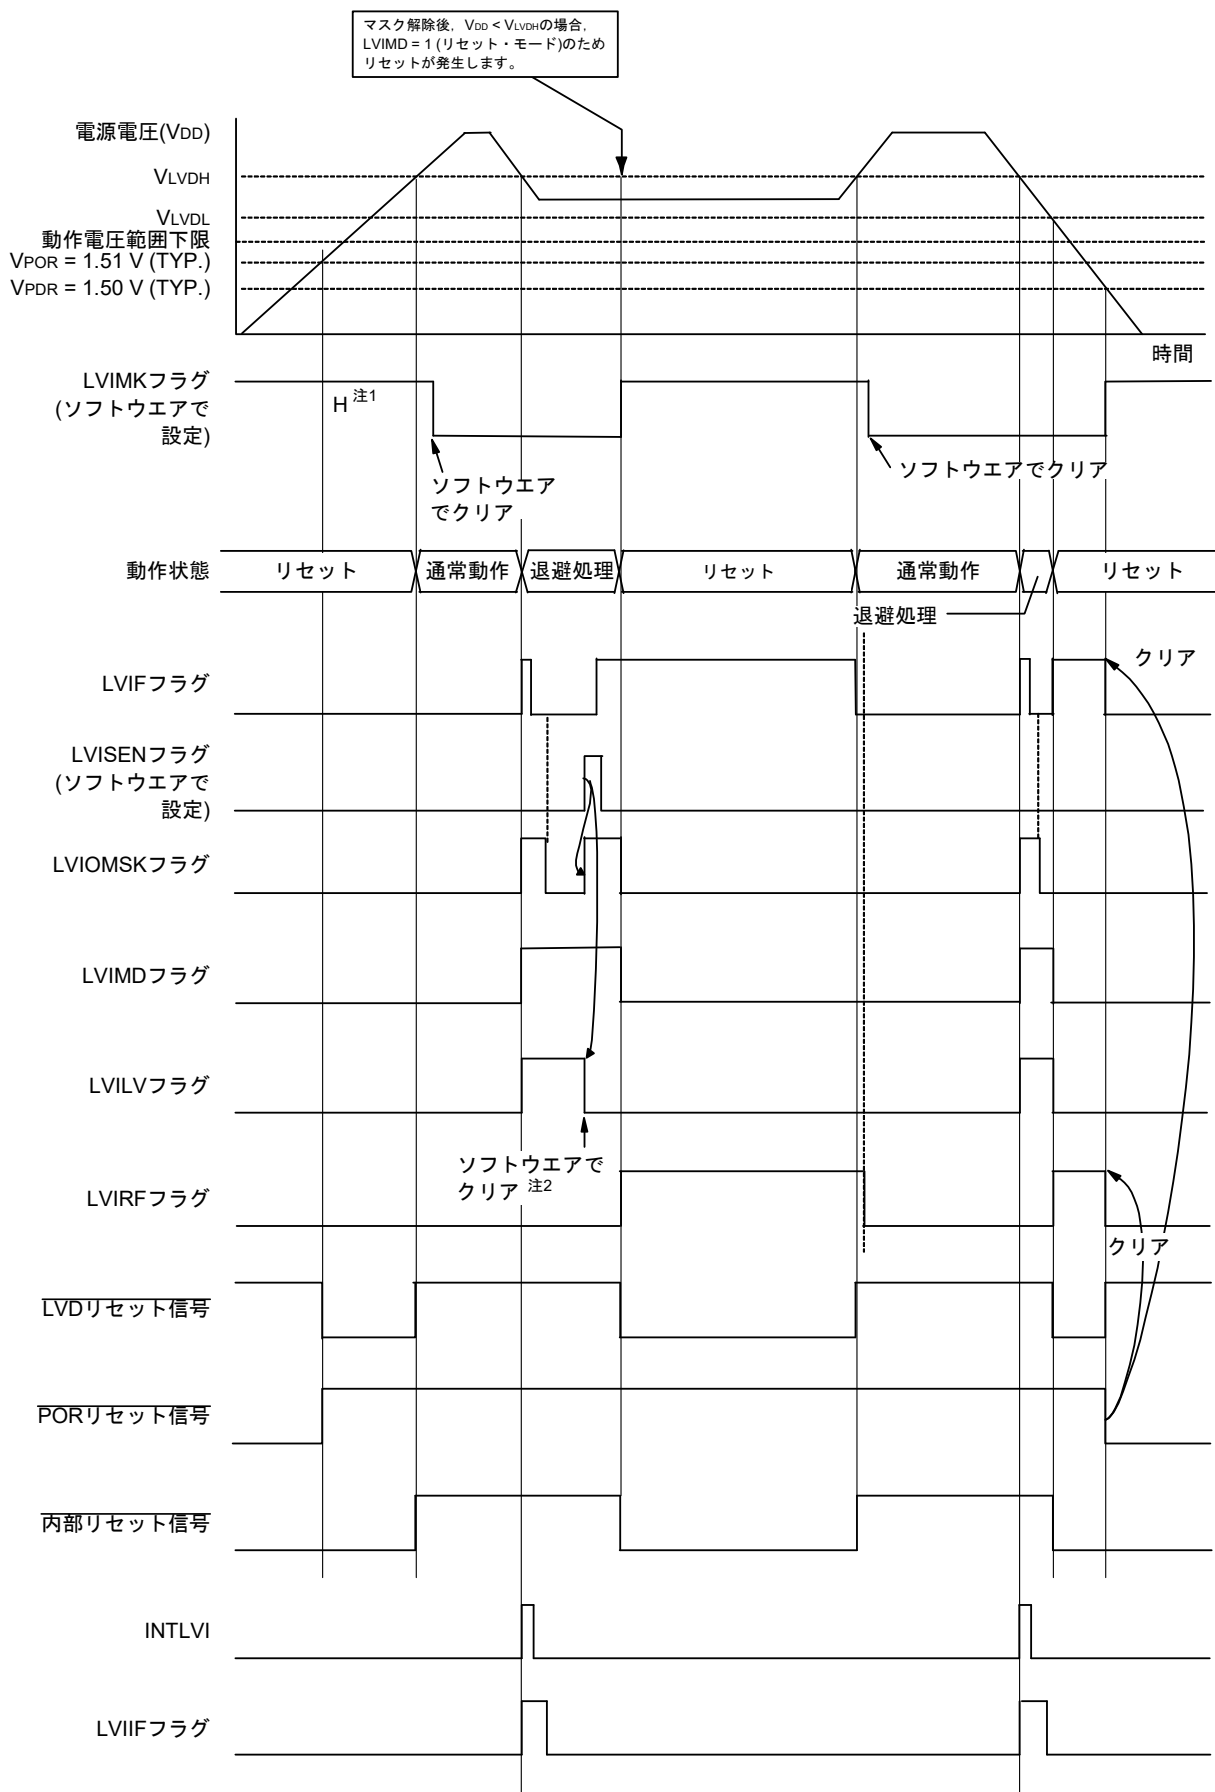 マスク解除後，VDD < VLVDHの場合，
LVIMD = 1 (リセット・モード)のため
リセットが発生します。
電源電圧(VDD)
VLVDH
VLVDL
動作電圧範囲下限
VPOR = 1.51 V (TYP.)
VPDR = 1.50 V (TYP.)
時間
LVIMKフラグ
(ソフトウエアで
設定)
H 注1
ソフトウエア
でクリア
ソフトウエアでクリア
動作状態
リセット
通常動作
退避処理
リセット
通常動作
リセット
退避処理
LVIFフラグ
クリア
LVISENフラグ
(ソフトウエアで
設定)
LVIOMSKフラグ
LVIMDフラグ
LVILVフラグ
ソフトウエアで
クリア 注2
LVIRFフラグ
クリア
LVDリセット信号
PORリセット信号
内部リセット信号
INTLVI
LVIIFフラグ